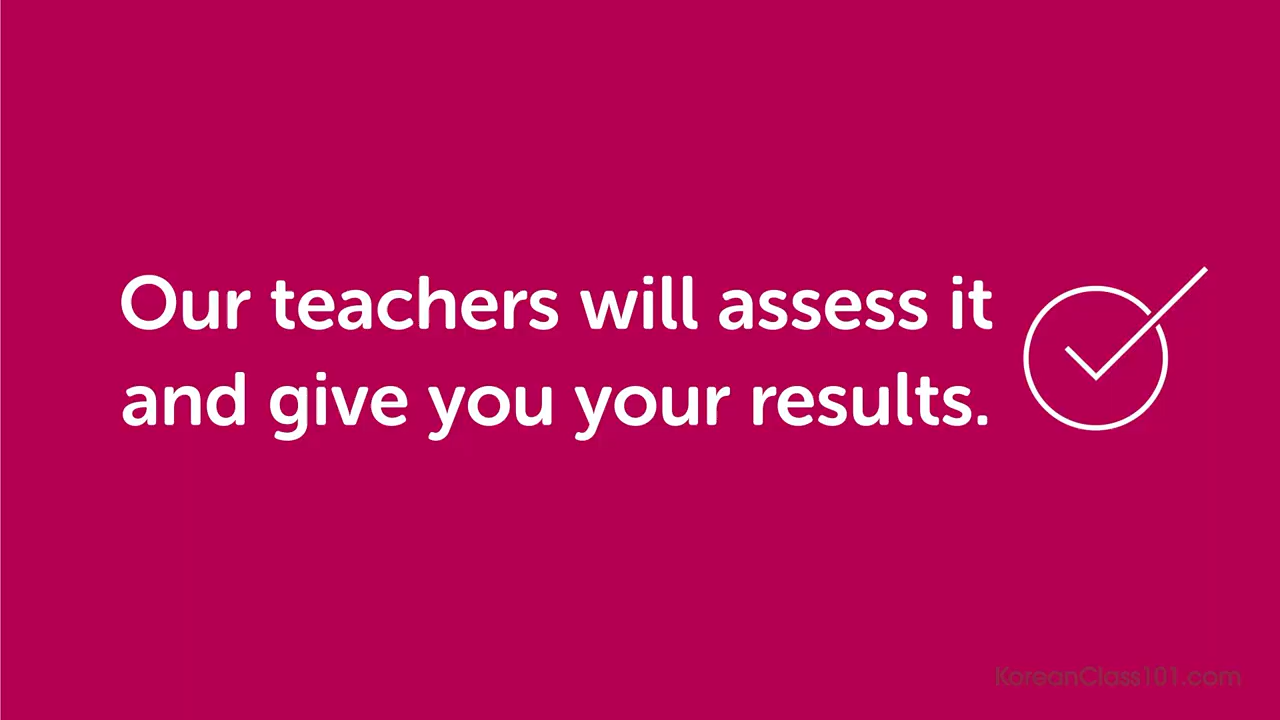 Our teachers will assess it
and give you your results.
KoreanClass101.com